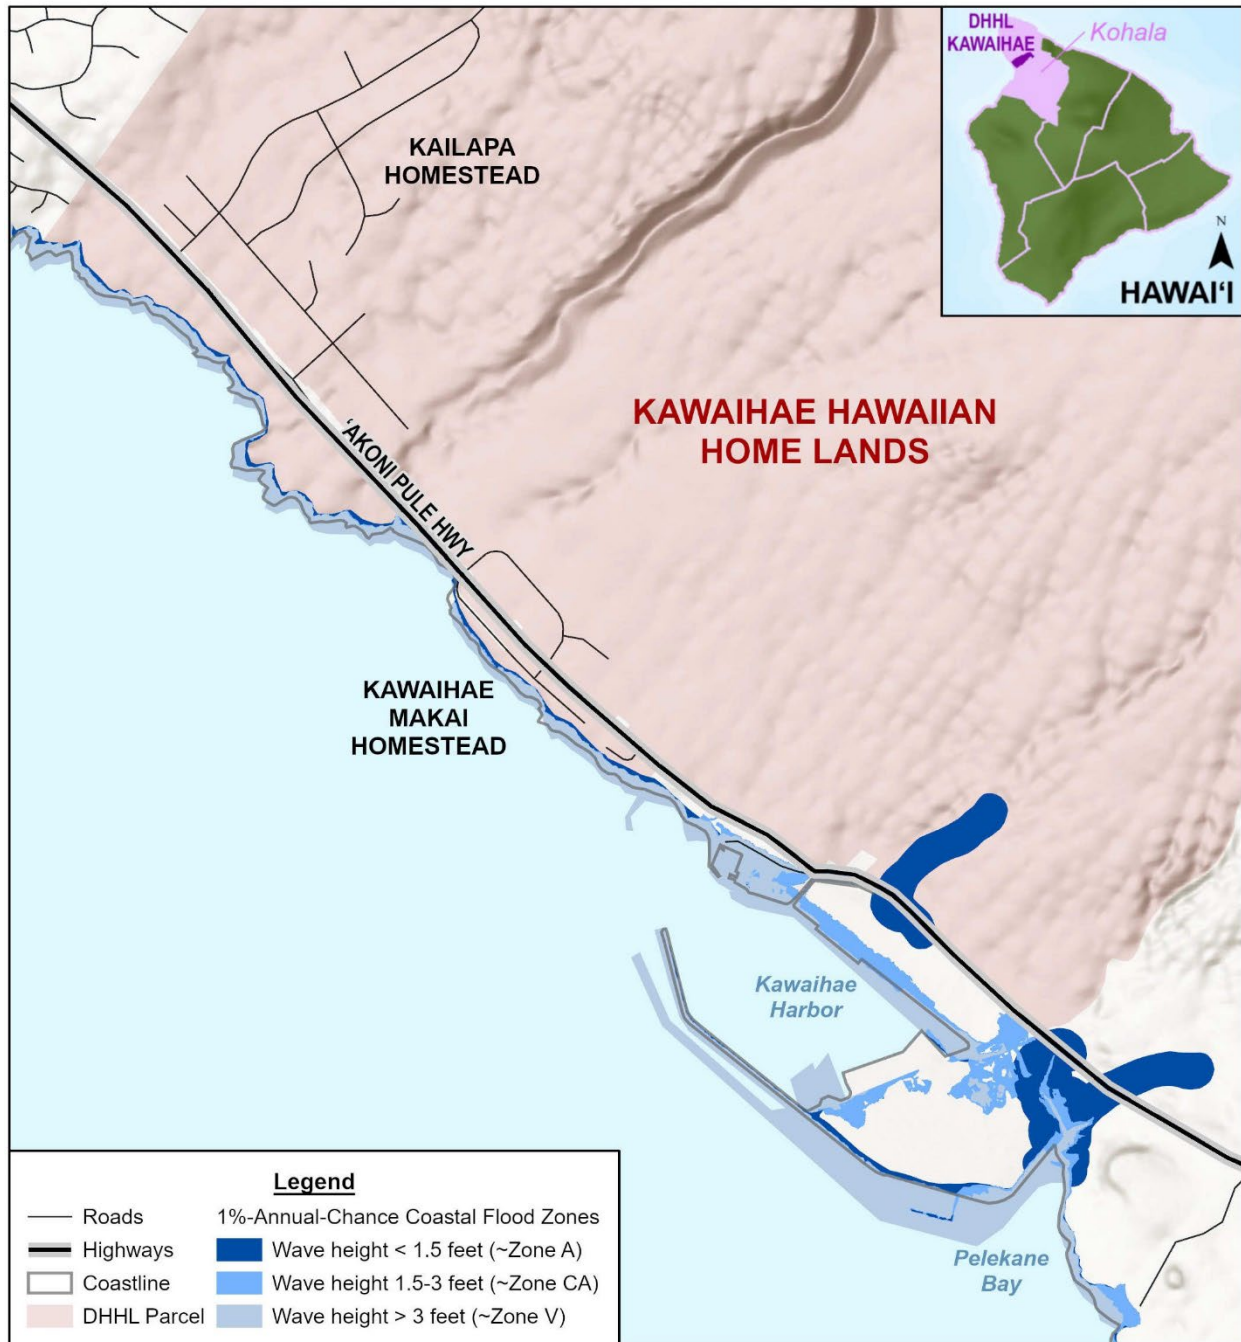 DHHL
KAWAIHAE
Kohala
N
HAWAIʻI
KAILAPA
HOMESTEAD
KAWAIHAE HAWAIIAN
HOME LANDS
ʻAKONI PULE HWY
KAWAIHAE
MAKAI
HOMESTEAD
Kawaihae
Harbor
Pelekane
Bay
Legend
Roads
Highways
Coastline
DHHL Parcel
1%-Annual-Chance Coastal Flood Zones
Wave height < 1.5 feet (~Zone A)
Wave height 1.5-3 feet (~Zone CA)
Wave height > 3 feet (~Zone V)